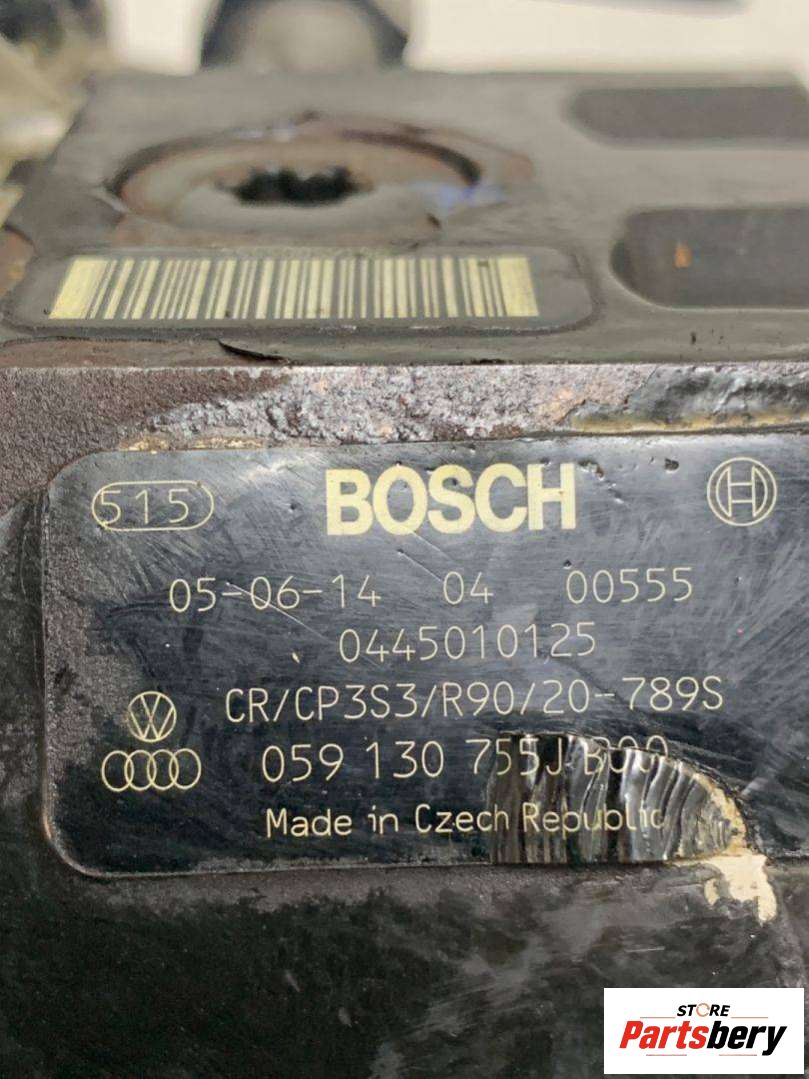 515 BOSCH
05-06-14 04 00555
0445010125
CR/CP3S3/R90/20-789S
059 130 755J B00
Made in Czech Republic
STORE
Partsbery